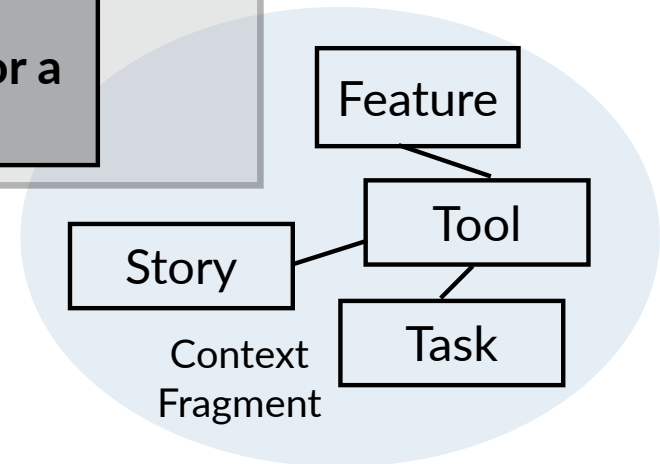 or a
Feature
Tool
Story
Task
Context
Fragment